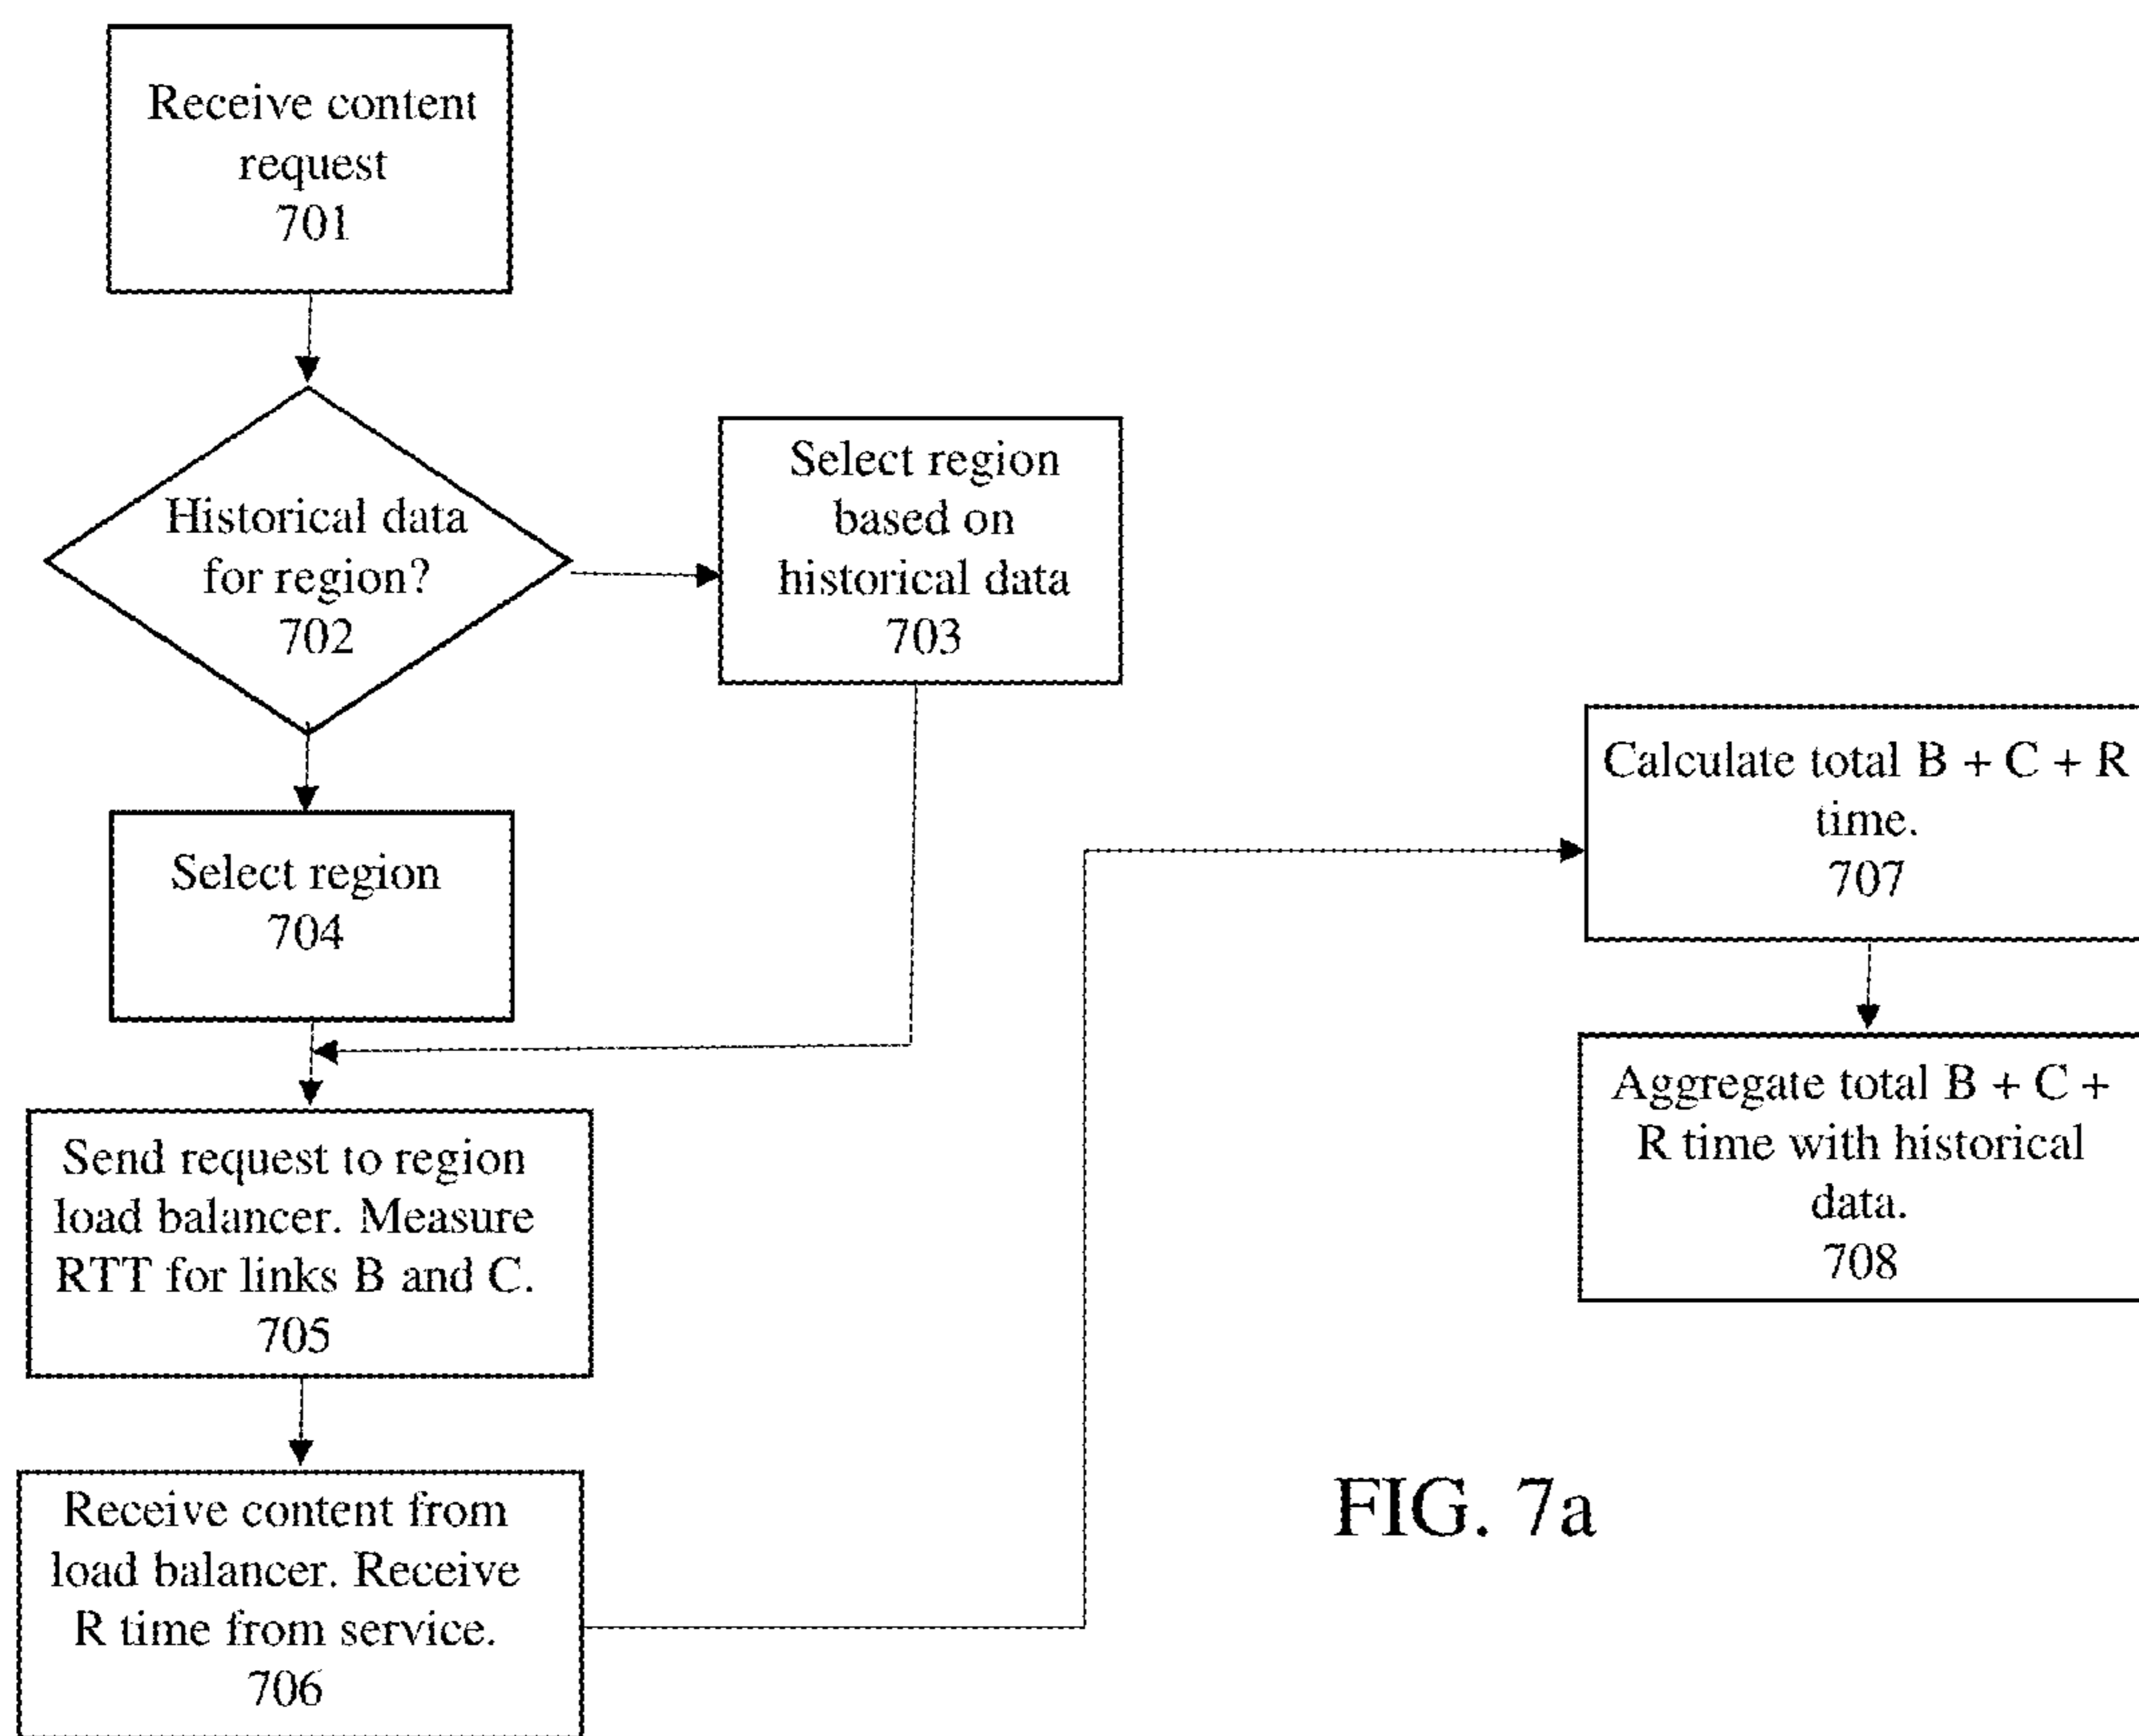 Receive content
request
701
Historical data
for region?
702
Select region
based on
historical data
703
Select region
704
Send request to region
load balancer. Measure
RTT for links B and C.
705
Receive content from
load balancer. Receive
R time from service.
706
Calculate total B + C + R
time.
707
Aggregate total B + C +
R time with historical
data.
708
FIG. 7a